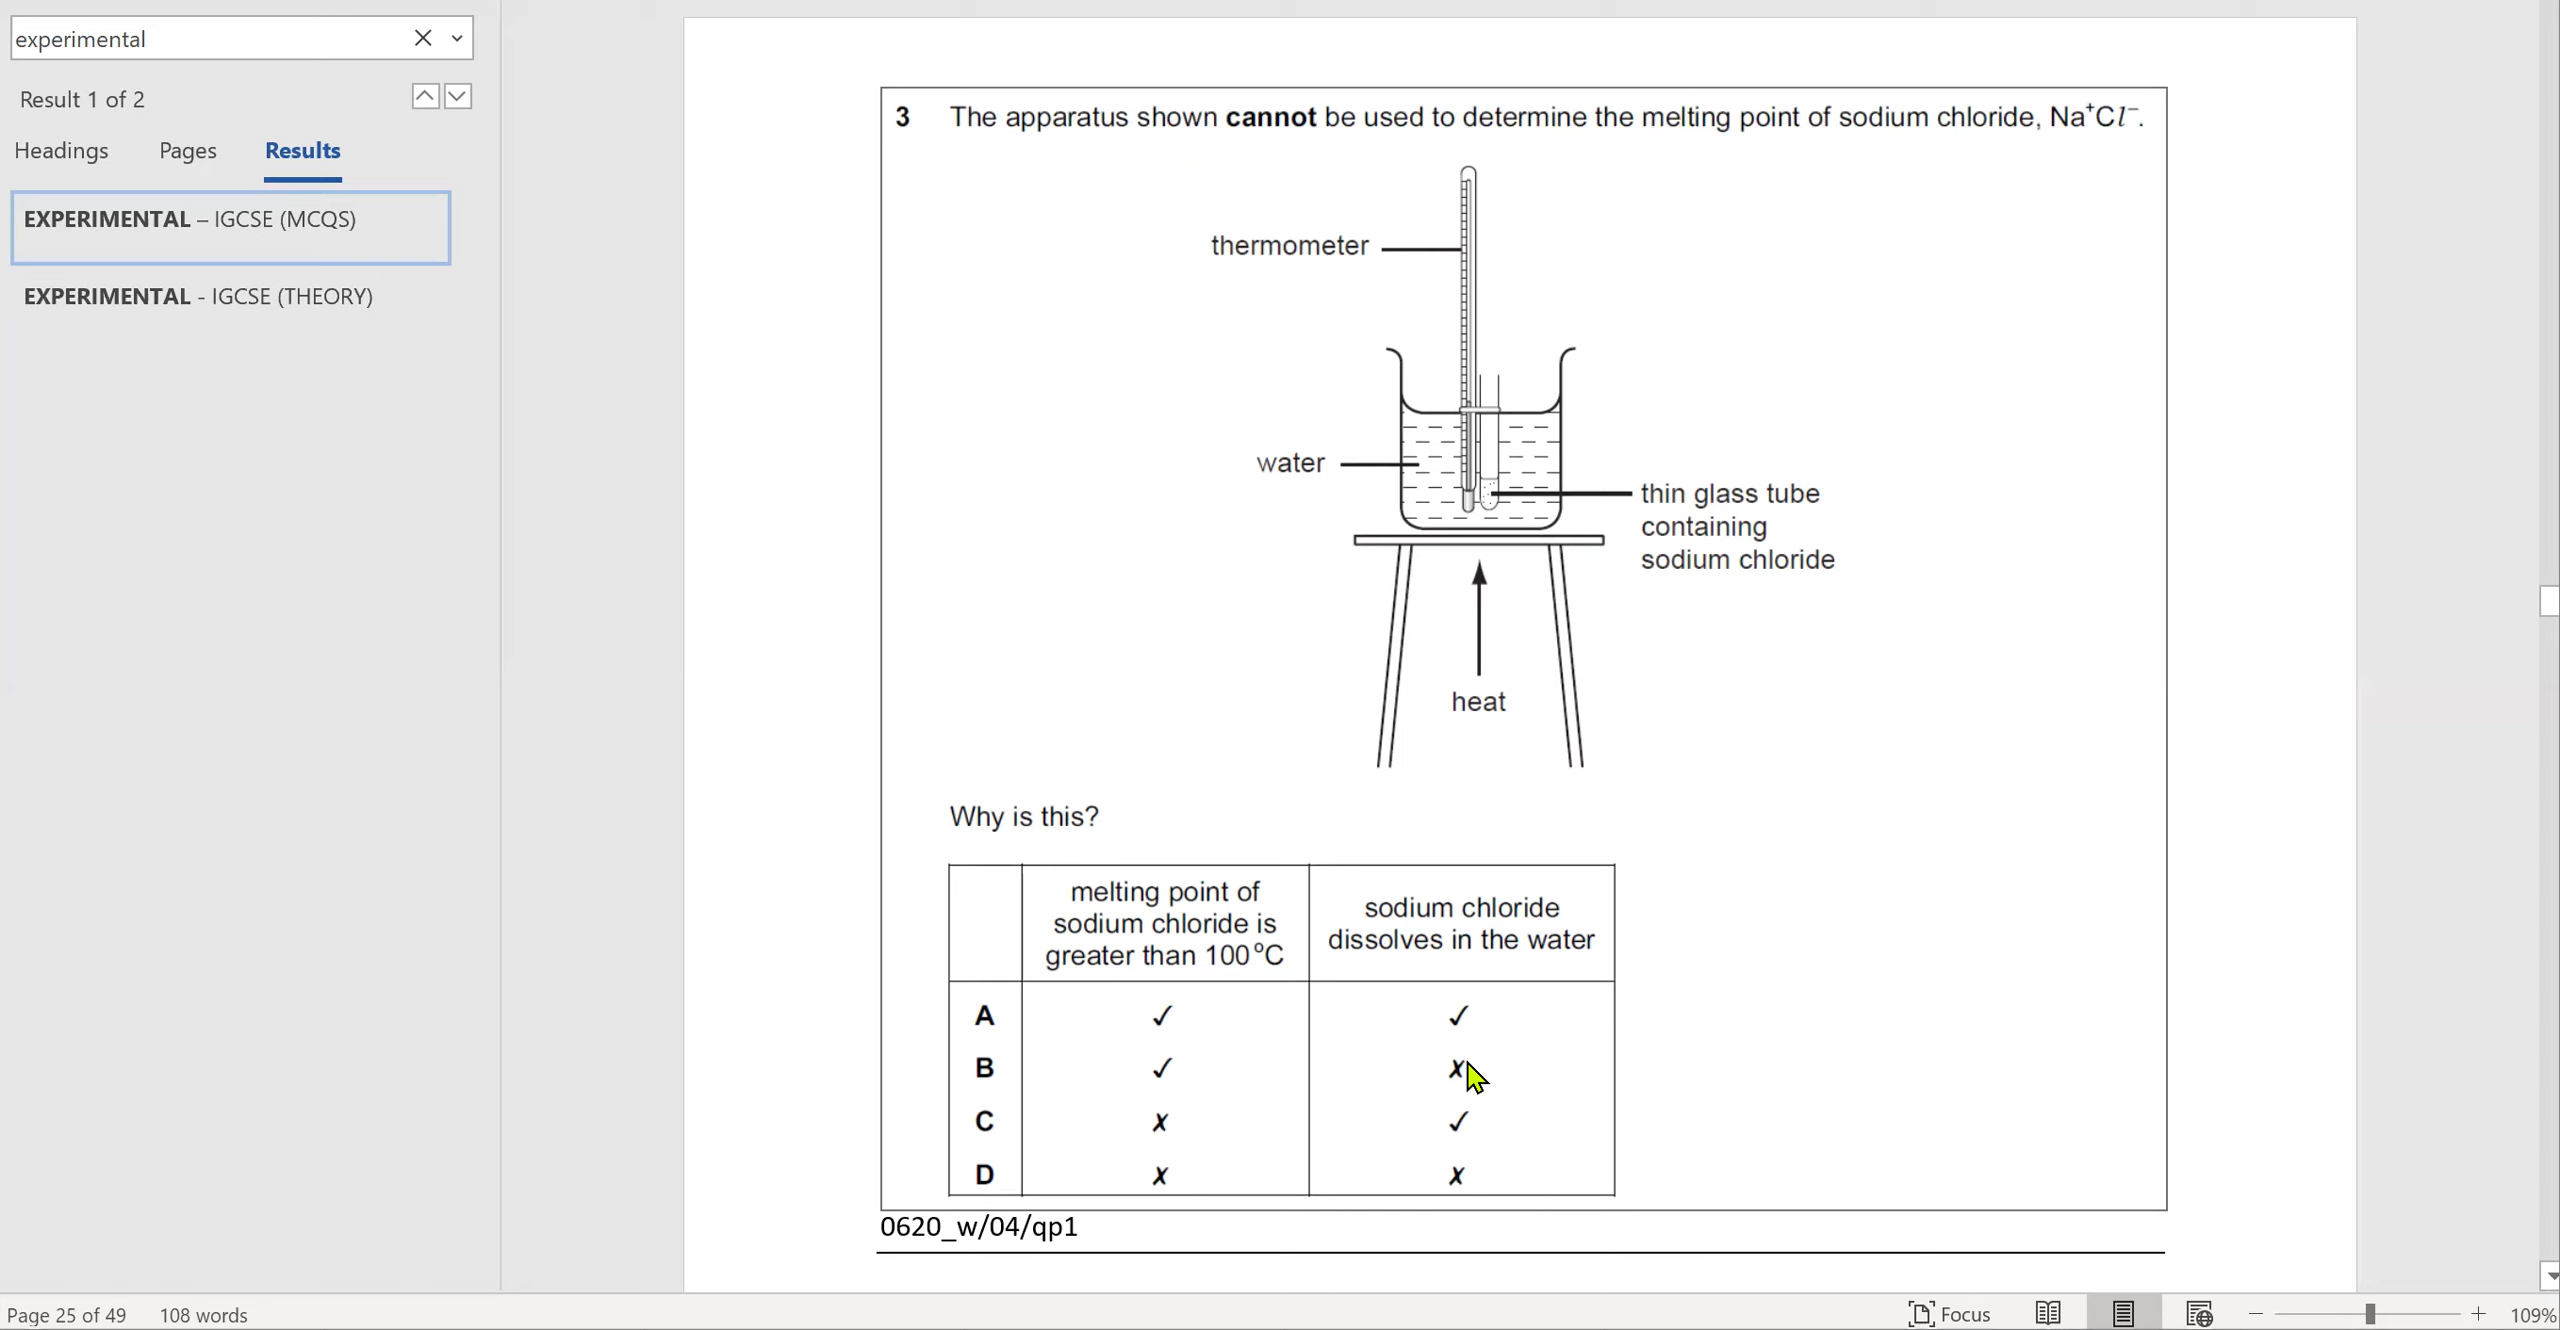 experimental
Result 1 of 2
Headings Pages Results
EXPERIMENTAL – IGCSE (MCQS)
EXPERIMENTAL - IGCSE (THEORY)
3 The apparatus shown cannot be used to determine the melting point of sodium chloride, Na⁺Cl⁻.
thermometer
water
thin glass tube
containing
sodium chloride
heat
Why is this?
melting point of
sodium chloride is
greater than 100 °C
sodium chloride
dissolves in the water
A ✓ ✓
B ✓ ✗
C ✗ ✓
D ✗ ✗
0620_w/04/qp1
Page 25 of 49 108 words
Focus
109%